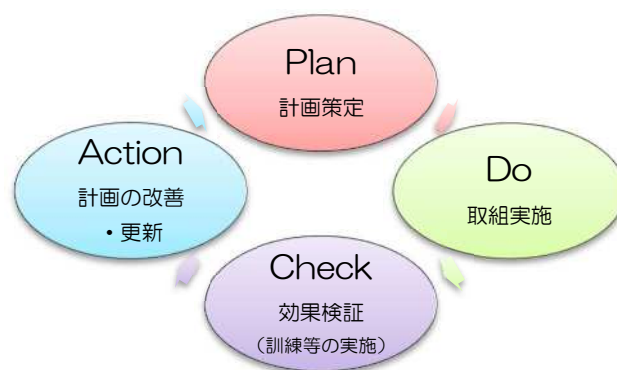 Plan
計画策定
Do
取組実施
Check
効果検証
（訓練等の実施）
Action
計画の改善
・更新